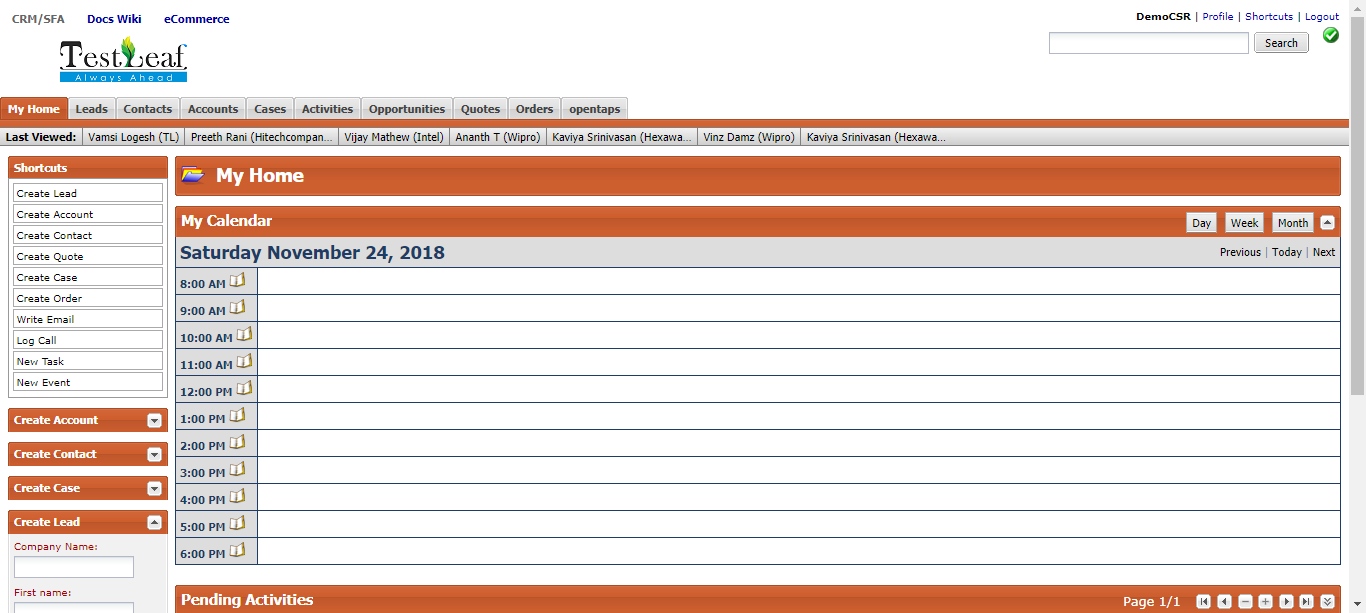 CRM/SFA Docs Wiki eCommerce
DemoCSR | Profile | Shortcuts | Logout
Search
TestLeaf
Always Ahead
My Home Leads Contacts Accounts Cases Activities Opportunities Quotes Orders opentaps
Last Viewed: Vamsi Logesh (TL) Preeth Rani (Hitechcompan... Vijay Mathew (Intel) Ananth T (Wipro) Kaviya Srinivasan (Hexawa... Vinz Damz (Wipro) Kaviya Srinivasan (Hexawa...
Shortcuts
Create Lead
Create Account
Create Contact
Create Quote
Create Case
Create Order
Write Email
Log Call
New Task
New Event
Create Account
Create Contact
Create Case
Create Lead
Company Name:
First name:
My Home
My Calendar Day Week Month
Saturday November 24, 2018 Previous | Today | Next
8:00 AM
9:00 AM
10:00 AM
11:00 AM
12:00 PM
1:00 PM
2:00 PM
3:00 PM
4:00 PM
5:00 PM
6:00 PM
Pending Activities Page 1/1